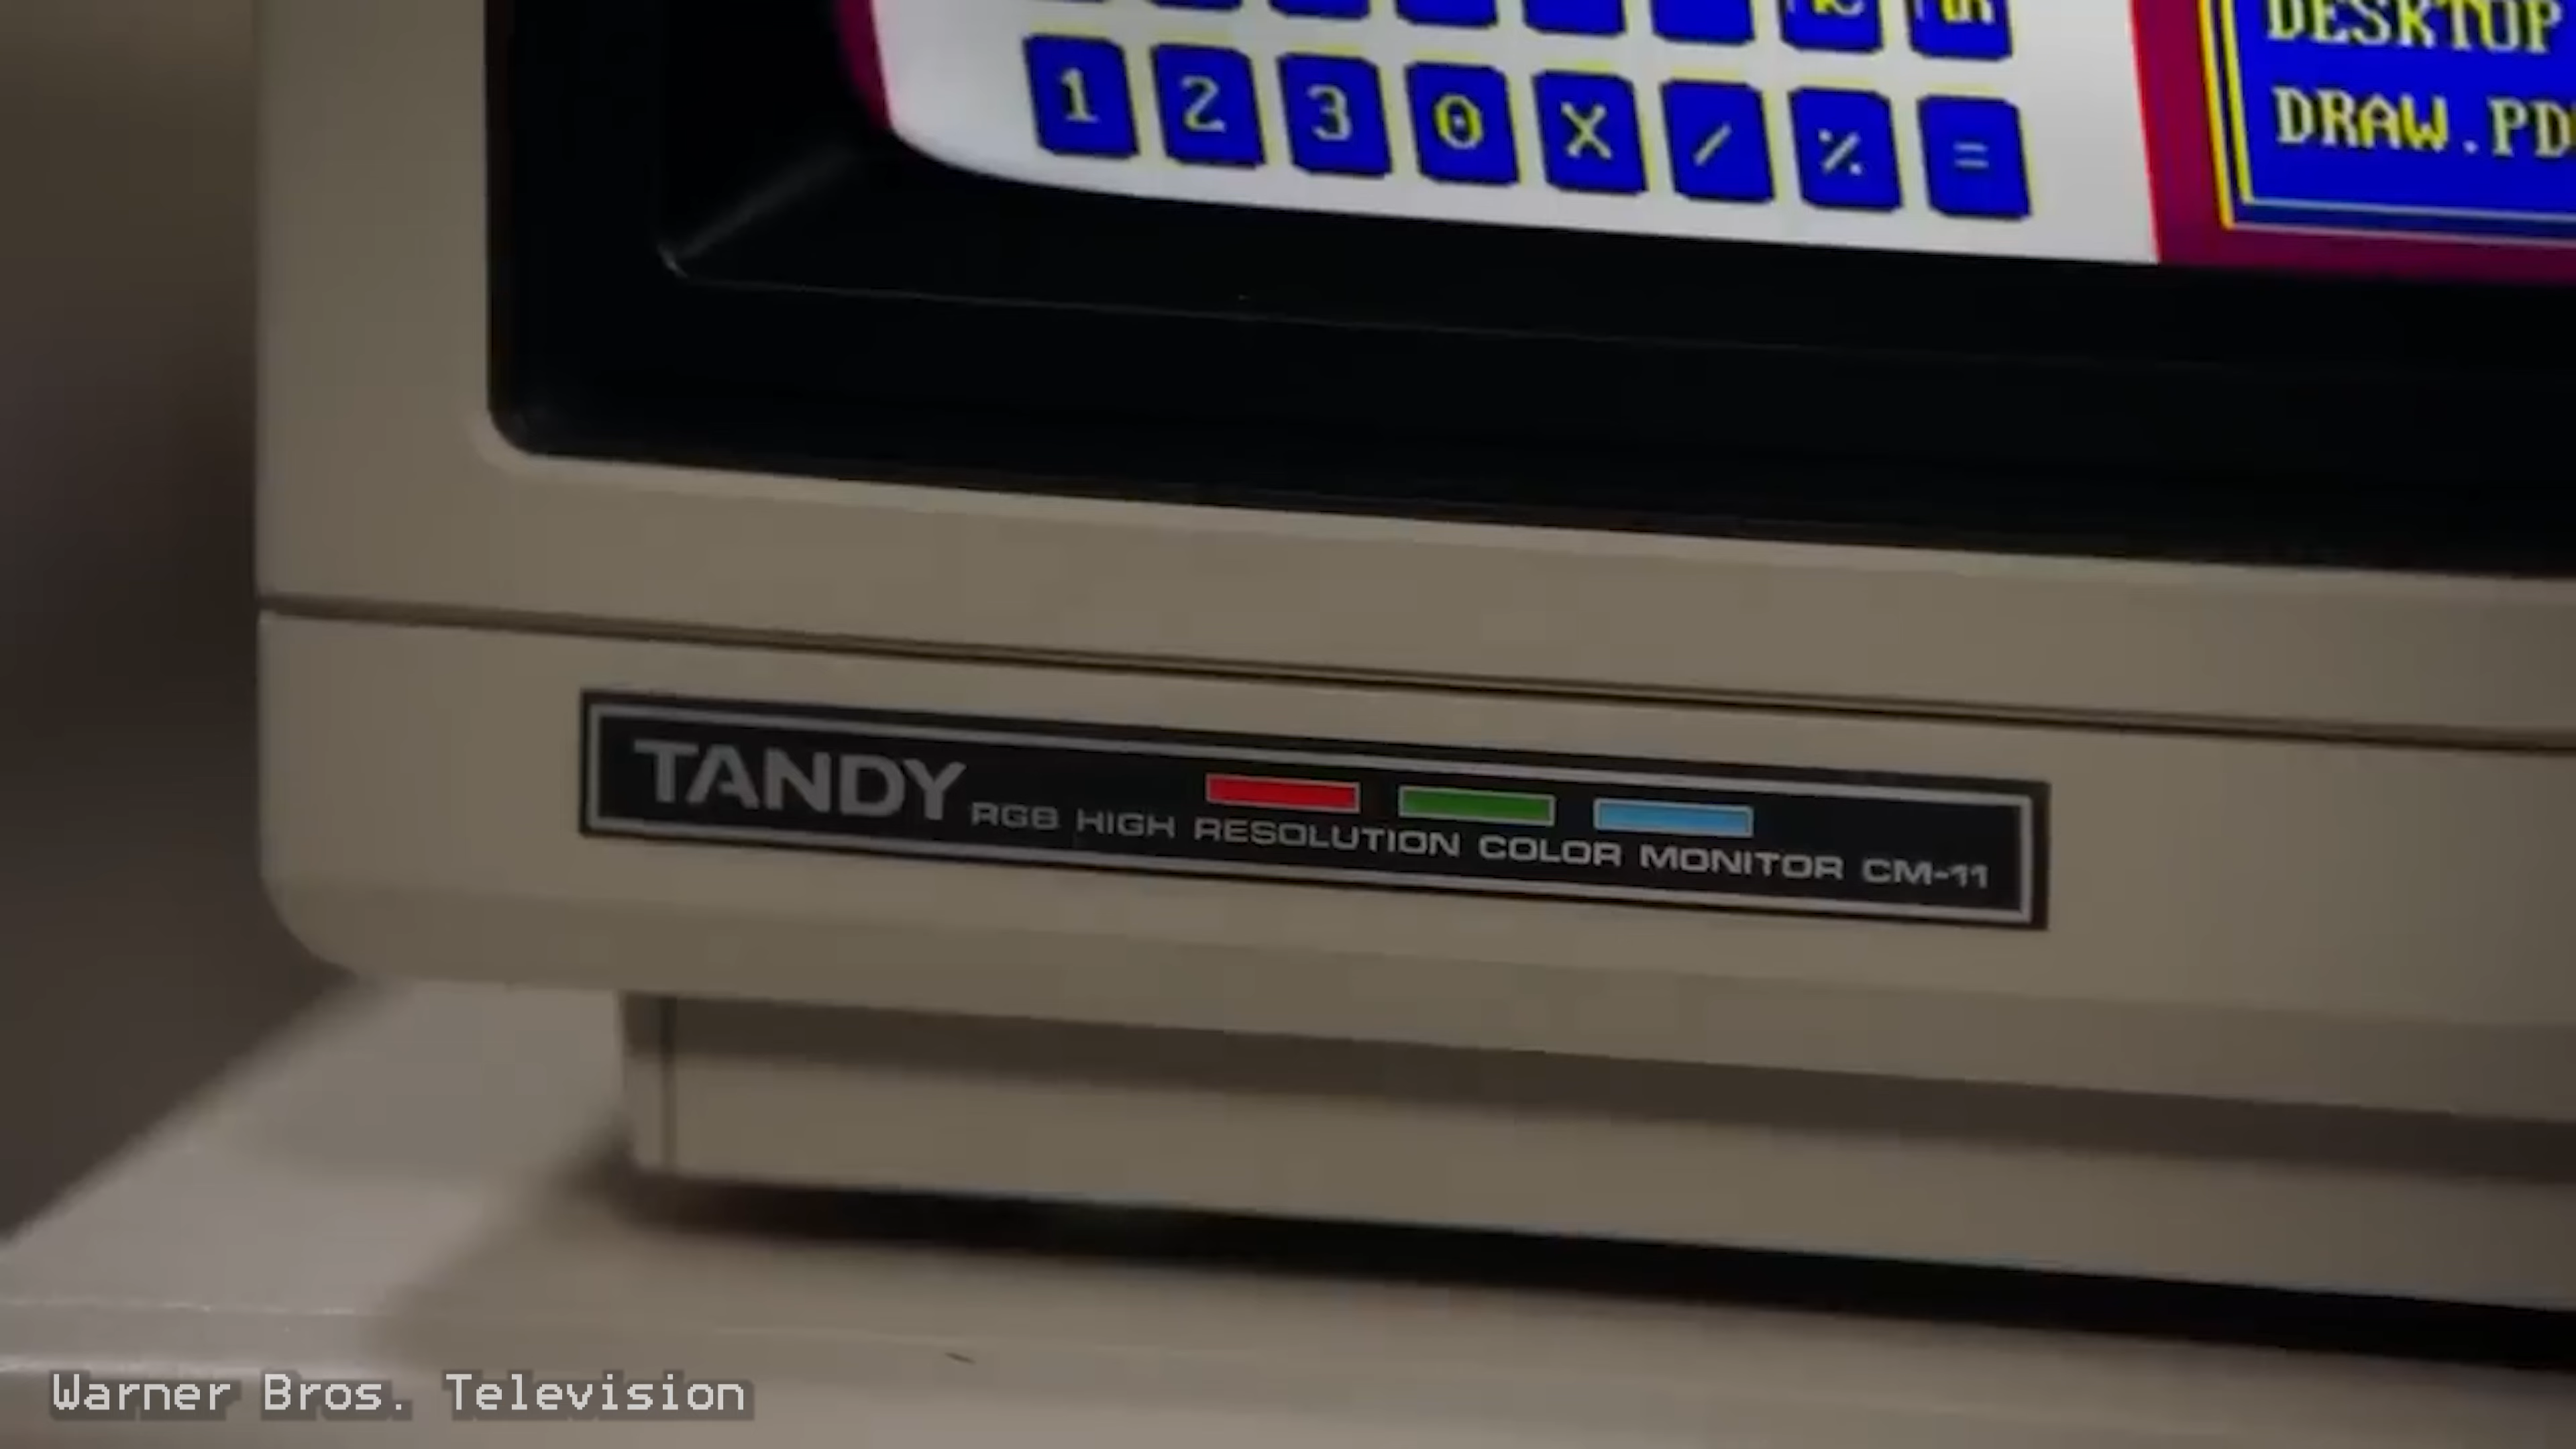 DESKTOP
1 2 3 0 X / % =
DRAW.PD
TANDY
RGB HIGH RESOLUTION COLOR MONITOR CM-11
Warner Bros. Television